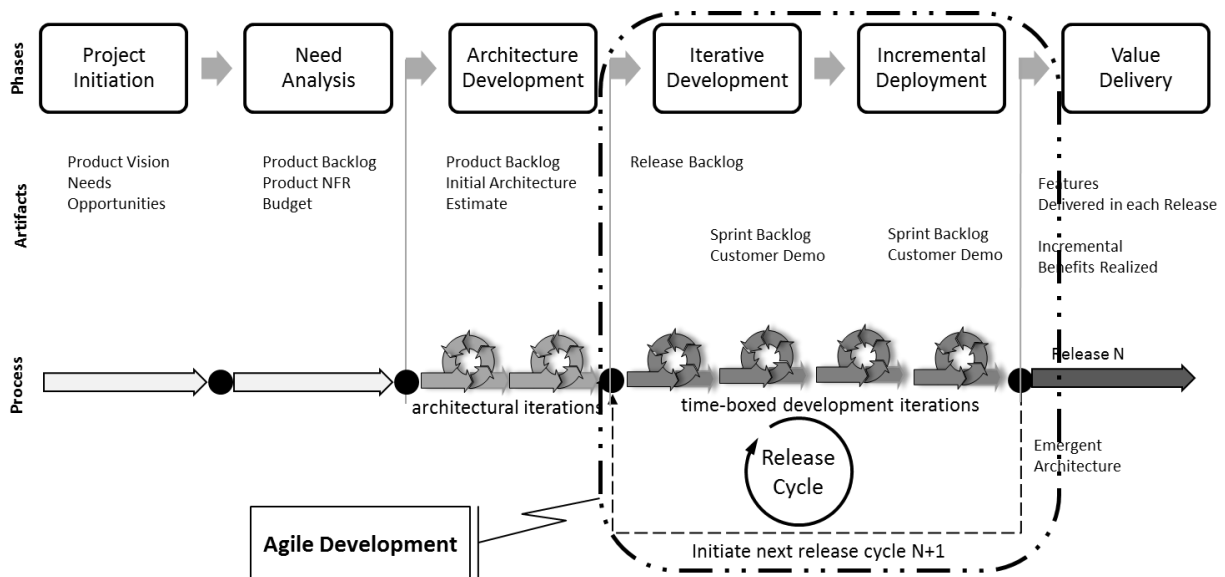 Phases
Project
Initiation
Need
Analysis
Architecture
Development
Iterative
Development
Incremental
Deployment
Value
Delivery
Artifacts
Product Vision
Needs
Opportunities
Product Backlog
Product NFR
Budget
Product Backlog
Initial Architecture
Estimate
Release Backlog
Sprint Backlog
Customer Demo
Sprint Backlog
Customer Demo
Features
Delivered in each Release
Incremental
Benefits Realized
Process
architectural iterations
time-boxed development iterations
Release N
Release
Cycle
Emergent
Architecture
Agile Development
Initiate next release cycle N+1